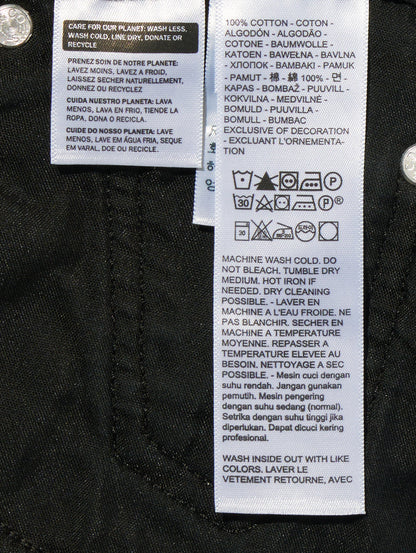 CARE FOR OUR PLANET: WASH LESS,
WASH COLD, LINE DRY, DONATE OR
RECYCLE
PRENEZ SOIN DE NOTRE PLANETE:
LAVEZ MOINS, LAVEZ A FROID,
LAISSEZ SECHER NATURELLEMENT,
DONNEZ OU RECYCLEZ
CUIDA NUESTRO PLANETA: LAVA
MENOS, LAVA EN FRIO, TIENDE LA
ROPA, DONA O RECICLA.
CUIDE DO NOSSO PLANETA: LAVE
MENOS, LAVE EM ÁGUA FRIA, SEQUE
EM VARAL. DOE OU RECICLE.
100% COTTON - COTON -
ALGODÓN - ALGODÃO -
COTONE - BAUMWOLLE -
KATOEN - BAWEŁNA - BAVLNA
- ХЛОПОК - BAMBAKI - PAMUK
- PAMUT - 棉 - 綿 100% - 면 -
KAPAS - BOMBAŽ - PUUVILL -
KOKVILNA - MEDVILNĖ -
BOMULD - PUUVILLA -
BOMULL - BUMBAC
EXCLUSIVE OF DECORATION
- EXCLUANT L'ORNEMENTA-
TION
P
30 P
30
MACHINE WASH COLD. DO
NOT BLEACH. TUMBLE DRY
MEDIUM. HOT IRON IF
NEEDED. DRY CLEANING
POSSIBLE. - LAVER EN
MACHINE A L'EAU FROIDE. NE
PAS BLANCHIR. SECHER EN
MACHINE A TEMPERATURE
MOYENNE. REPASSER A
TEMPERATURE ELEVEE AU
BESOIN. NETTOYAGE A SEC
POSSIBLE. - Mesin cuci dengan
suhu rendah. Jangan gunakan
pemutih. Mesin pengering
dengan suhu sedang (normal).
Setrika dengan suhu tinggi jika
diperlukan. Dapat dicuci kering
profesional.
WASH INSIDE OUT WITH LIKE
COLORS. LAVER LE
VETEMENT RETOURNE, AVEC